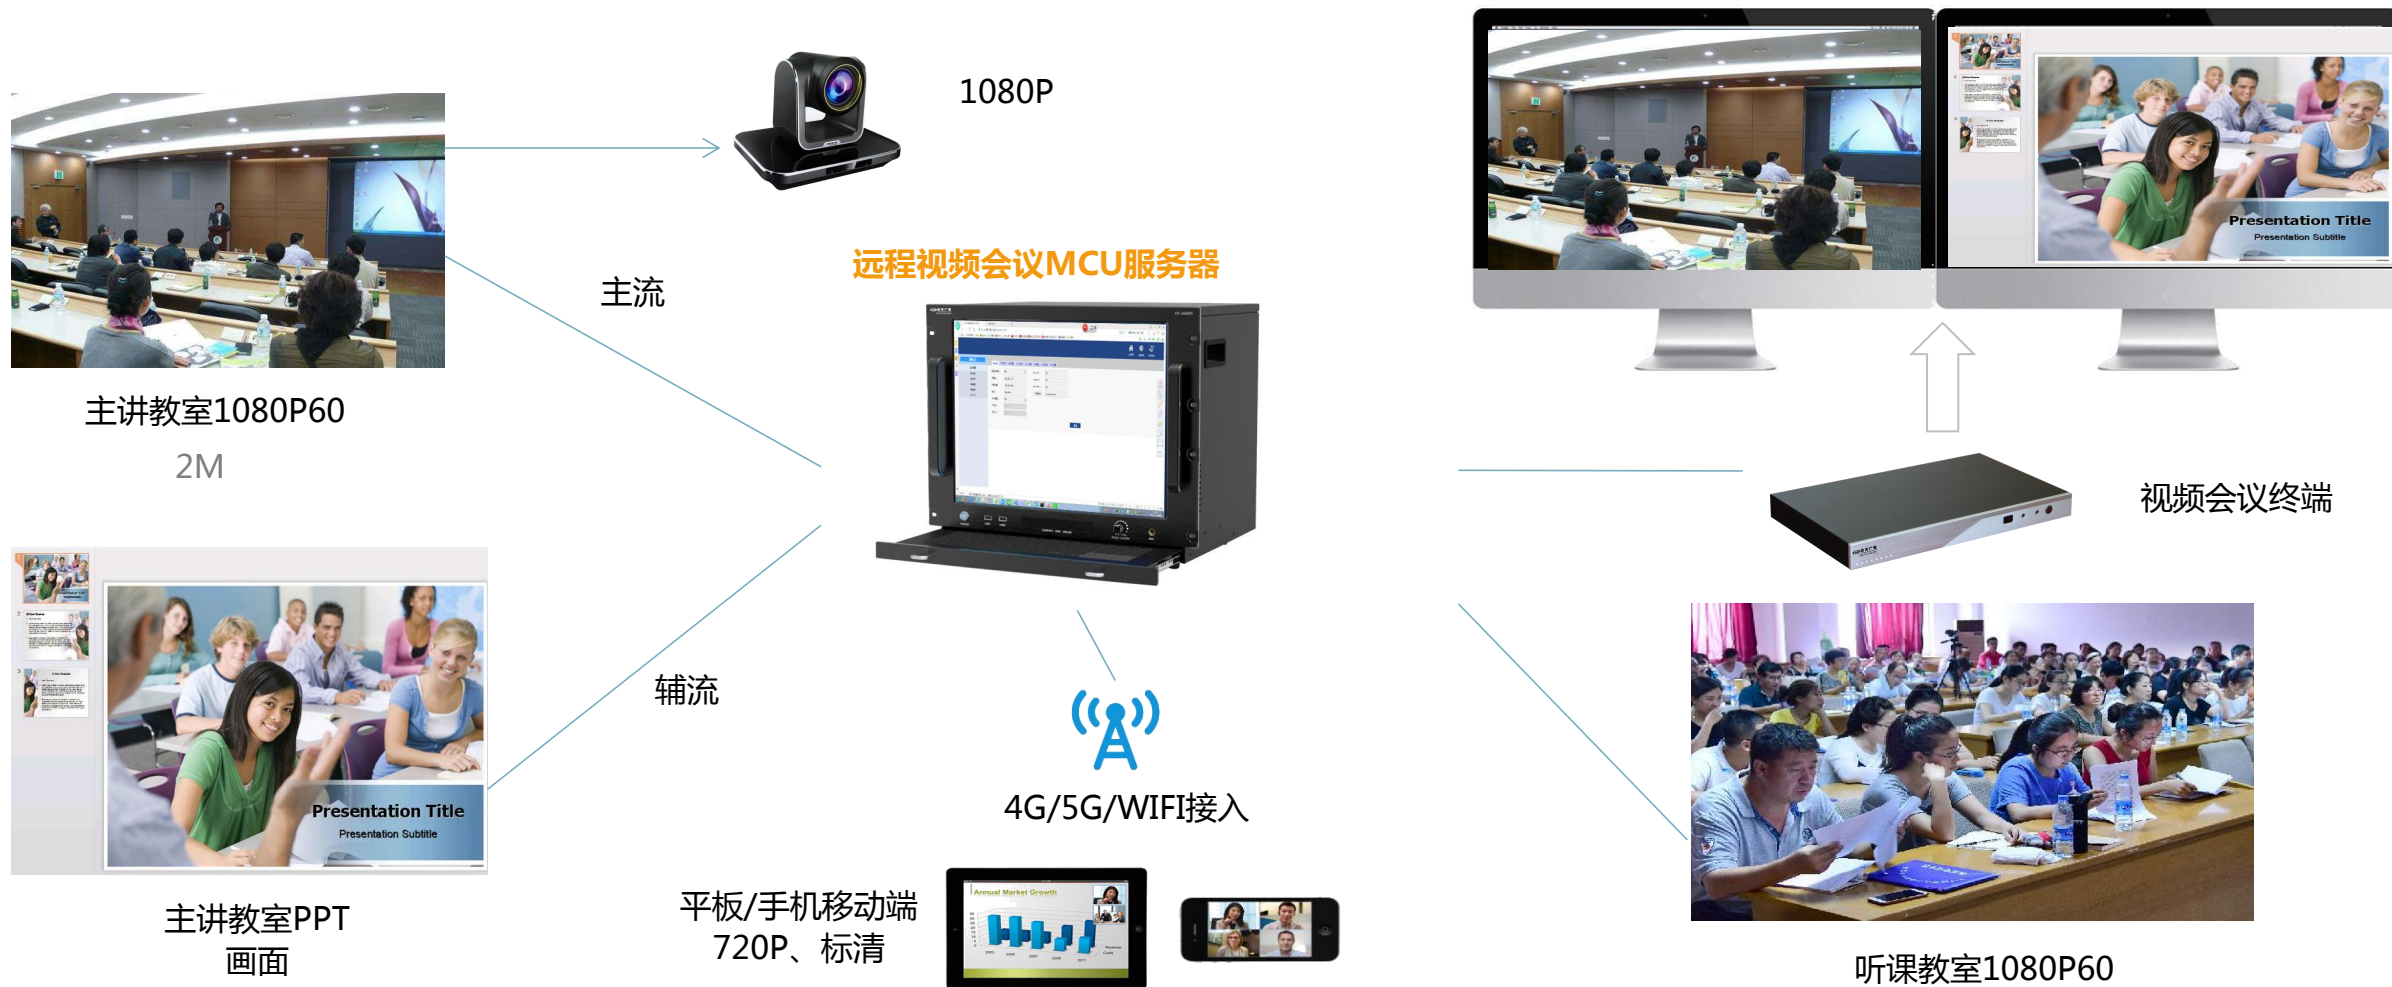 1080P
远程视频会议MCU服务器
主流
主讲教室1080P60
2M
视频会议终端
Presentation Title
Presentation Subtitle
辅流
4G/5G/WIFI接入
Presentation Title
Presentation Subtitle
主讲教室PPT
画面
平板/手机移动端
720P、标清
Annual Market Growth
听课教室1080P60